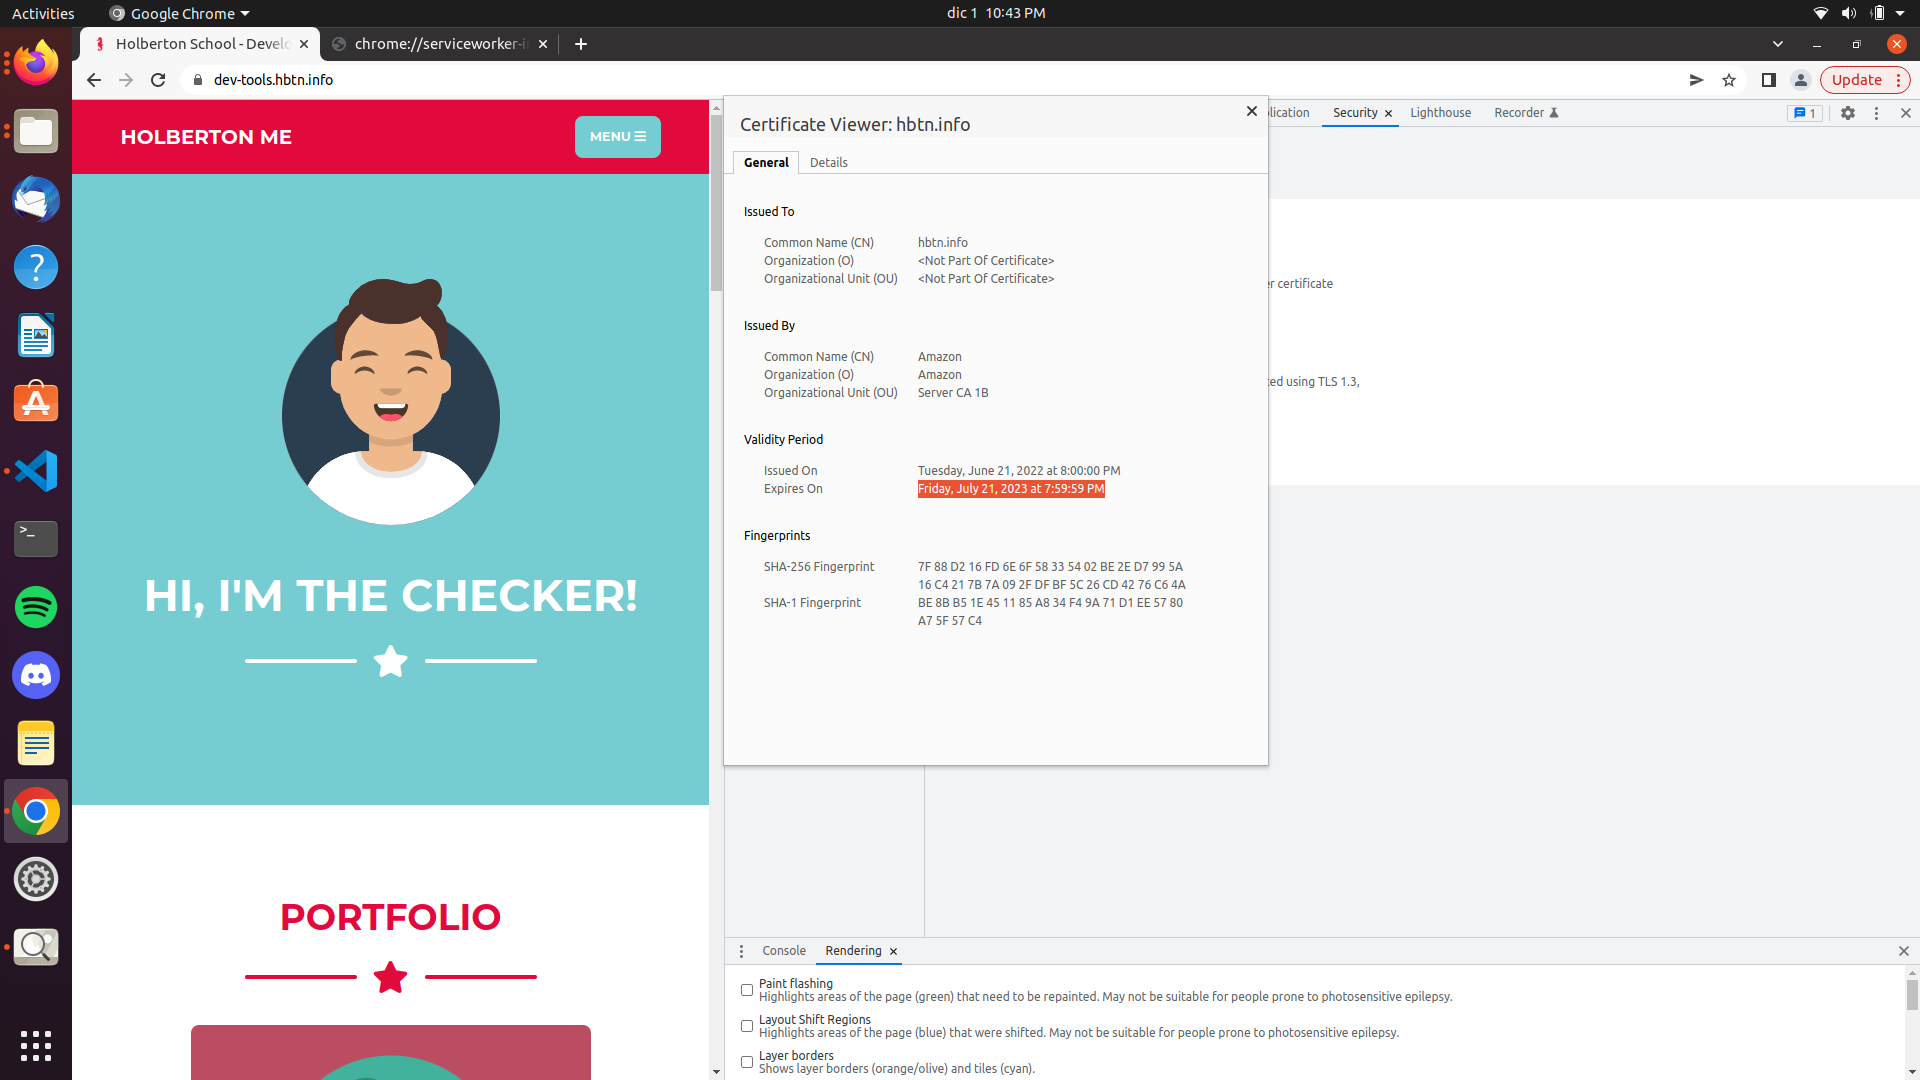 Activities
Google Chrome
dic 1 10:43 PM
Holberton School - Develo
chrome://serviceworker-i
dev-tools.hbtn.info
Update
HOLBERTON ME
MENU
HI, I'M THE CHECKER!
PORTFOLIO
Certificate Viewer: hbtn.info
General
Details
Issued To
Common Name (CN) hbtn.info
Organization (O) <Not Part Of Certificate>
Organizational Unit (OU) <Not Part Of Certificate>
Issued By
Common Name (CN) Amazon
Organization (O) Amazon
Organizational Unit (OU) Server CA 1B
Validity Period
Issued On Tuesday, June 21, 2022 at 8:00:00 PM
Expires On Friday, July 21, 2023 at 7:59:59 PM
Fingerprints
SHA-256 Fingerprint 7F 88 D2 16 FD 6E 6F 58 33 54 02 BE 2E D7 99 5A
16 C4 21 7B 7A 09 2F DF BF 5C 26 CD 42 76 C6 4A
SHA-1 Fingerprint BE 8B B5 1E 45 11 85 A8 34 F4 9A 71 D1 EE 57 80
A7 5F 57 C4
lication
Security
Lighthouse
Recorder
1
er certificate
ed using TLS 1.3,
Console
Rendering
Paint flashing
Highlights areas of the page (green) that need to be repainted. May not be suitable for people prone to photosensitive epilepsy.
Layout Shift Regions
Highlights areas of the page (blue) that were shifted. May not be suitable for people prone to photosensitive epilepsy.
Layer borders
Shows layer borders (orange/olive) and tiles (cyan).